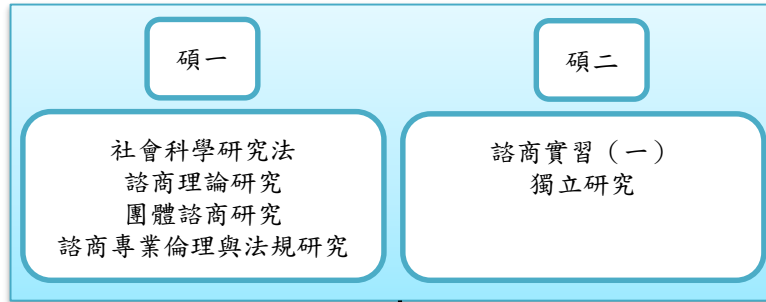 碩一
社會科學研究法
諮商理論研究
團體諮商研究
諮商專業倫理與法規研究
碩二
諮商實習（一）
獨立研究